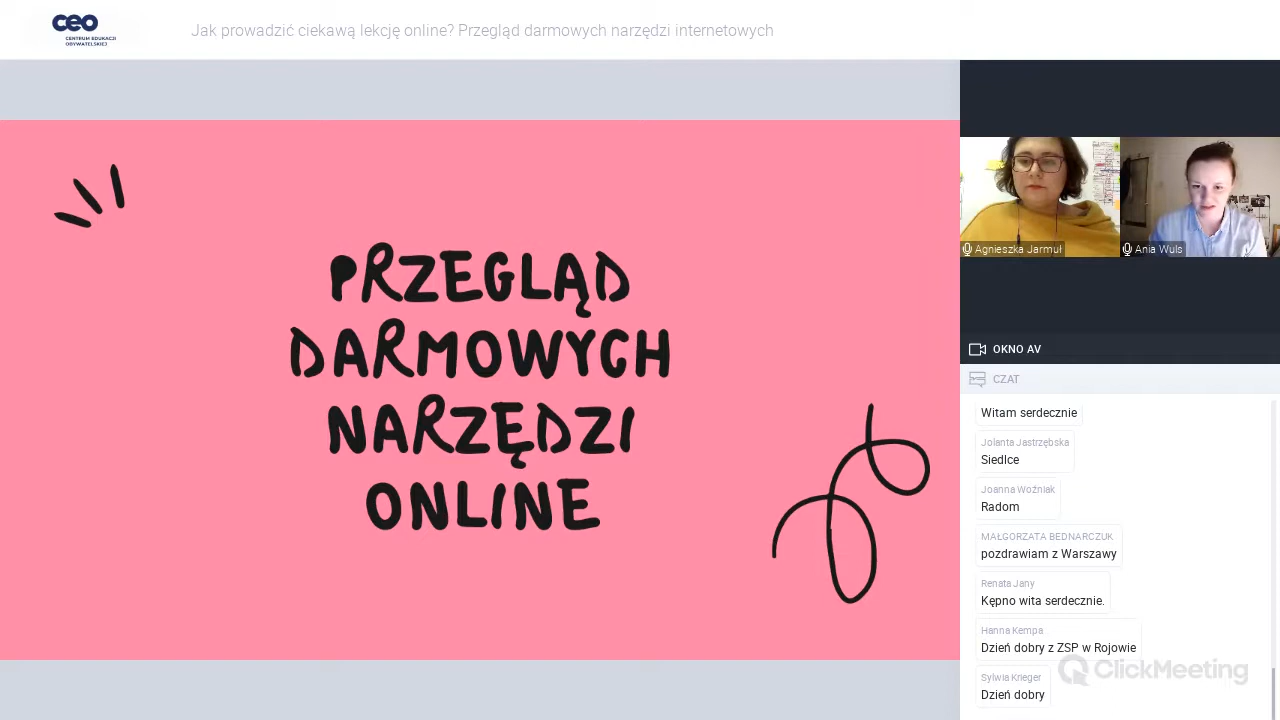 ceo
CENTRUM EDUKACJI
OBYWATELSKIEJ
Jak prowadzić ciekawą lekcję online? Przegląd darmowych narzędzi internetowych
PRZEGLĄD
DARMOWYCH
NARZĘDZI
ONLINE
Agnieszka Jarmuł
Ania Wuls
OKNO AV
CZAT
Witam serdecznie
Jolanta Jastrzębska
Siedlce
Joanna Woźniak
Radom
MAŁGORZATA BEDNARCZUK
pozdrawiam z Warszawy
Renata Jany
Kępno wita serdecznie.
Hanna Kempa
Dzień dobry z ZSP w Rojowie
Sylwia Krieger
Dzień dobry
ClickMeeting